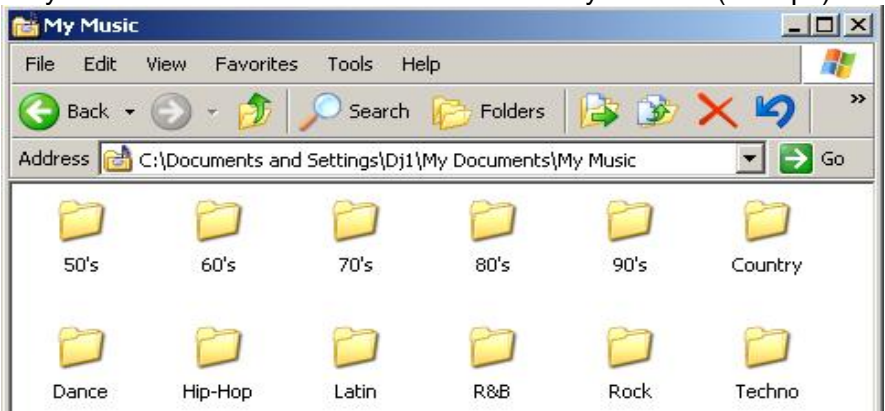 My Music
File Edit View Favorites Tools Help
Back Search Folders »
Address C:\Documents and Settings\Dj1\My Documents\My Music Go
50's 60's 70's 80's 90's Country
Dance Hip-Hop Latin R&B Rock Techno